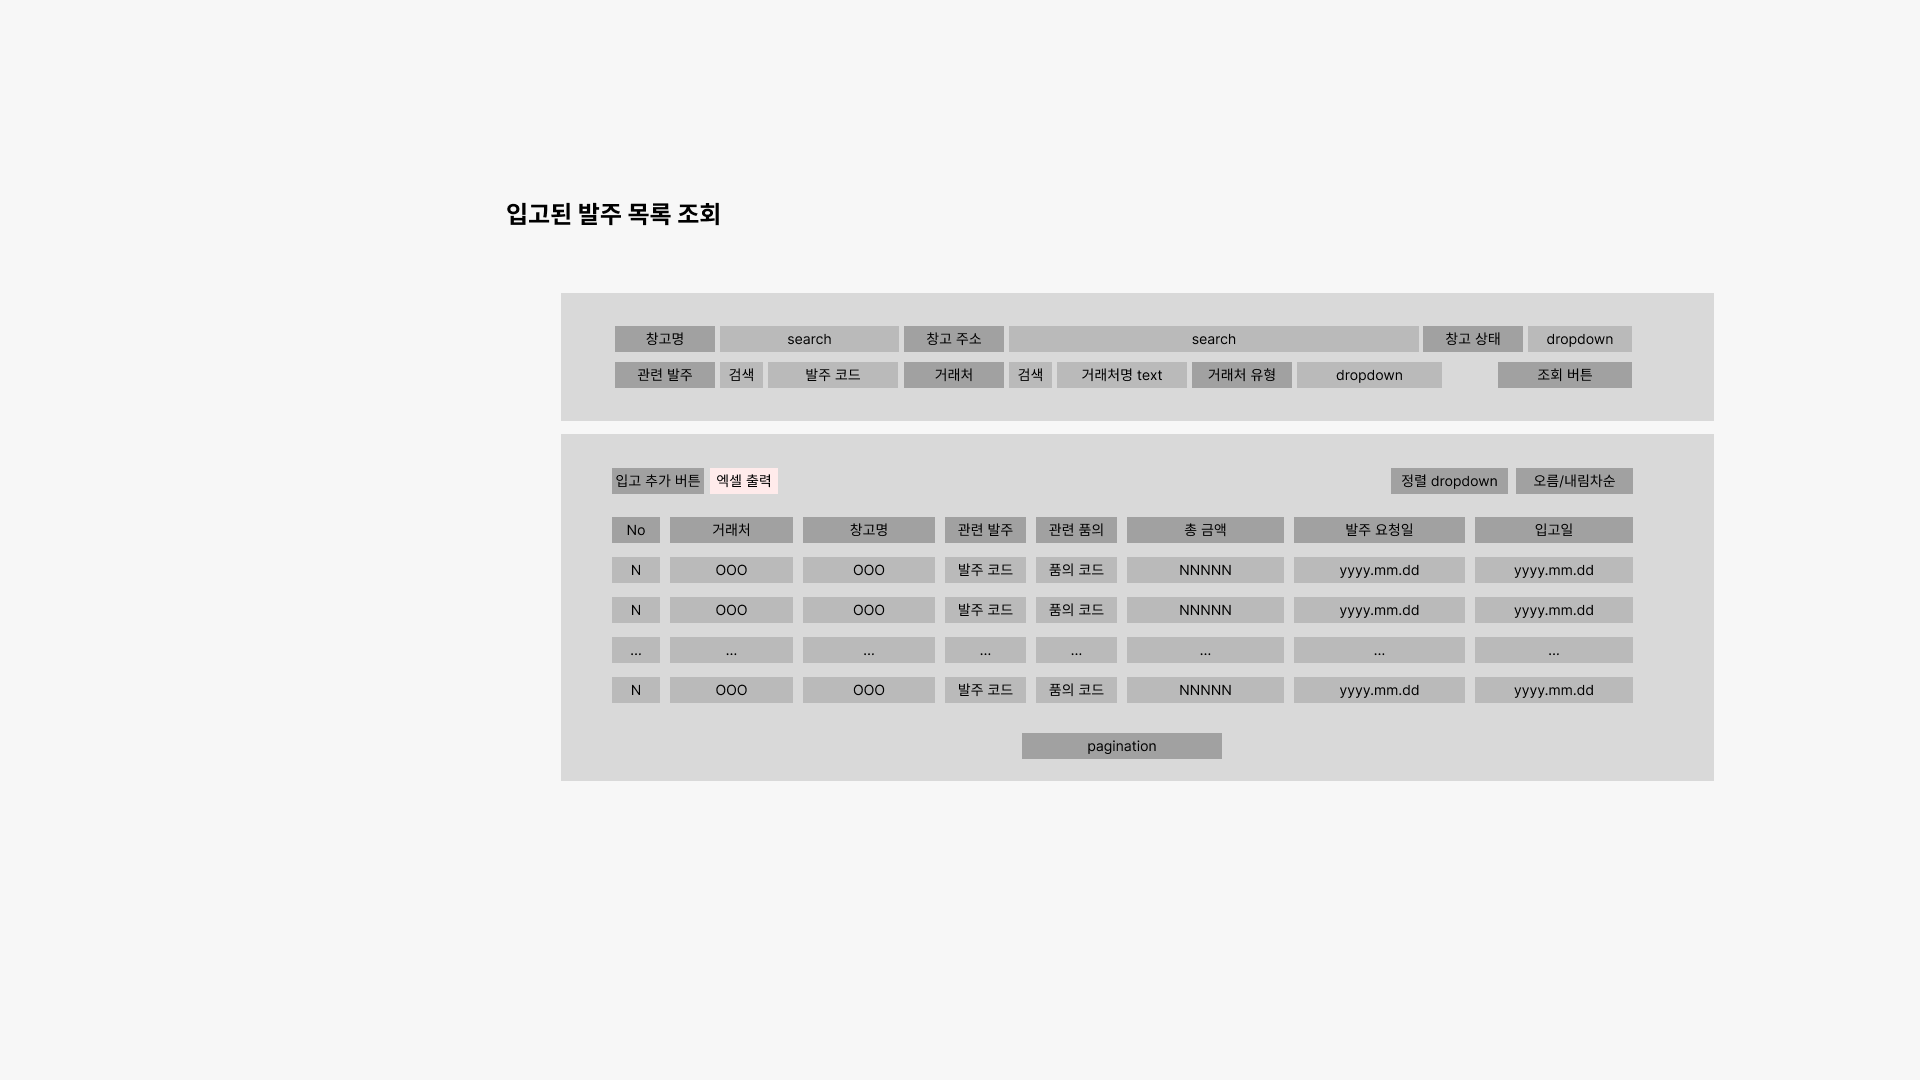 입고된 발주 목록 조회
창고명 search 창고 주소 search 창고 상태 dropdown
관련 발주 검색 발주 코드 거래처 검색 거래처명 text 거래처 유형 dropdown 조회 버튼
입고 추가 버튼 엑셀 출력 정렬 dropdown 오름/내림차순
No 거래처 창고명 관련 발주 관련 품의 총 금액 발주 요청일 입고일
N OOO OOO 발주 코드 품의 코드 NNNNN yyyy.mm.dd yyyy.mm.dd
N OOO OOO 발주 코드 품의 코드 NNNNN yyyy.mm.dd yyyy.mm.dd
... ... ... ... ... ... ... ...
N OOO OOO 발주 코드 품의 코드 NNNNN yyyy.mm.dd yyyy.mm.dd
pagination